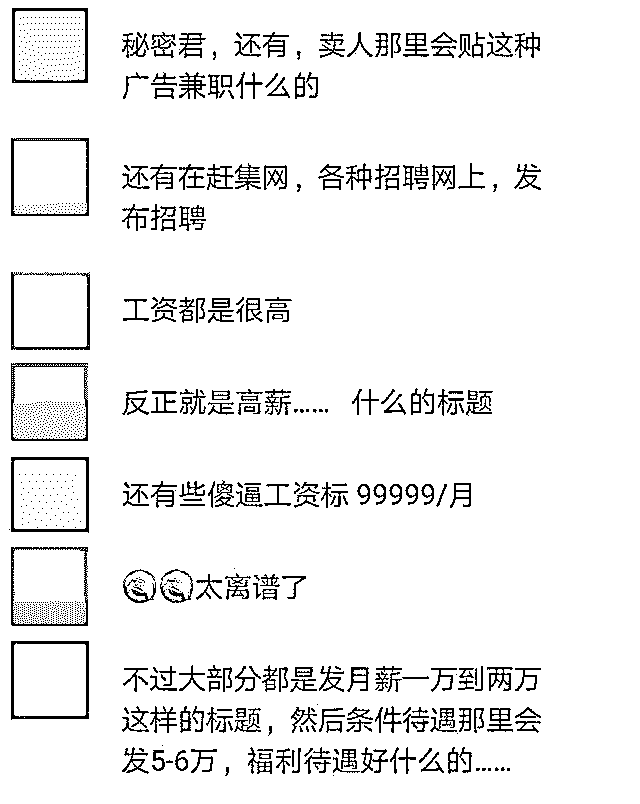 秘密君，还有，卖人那里会贴这种
广告兼职什么的
还有在赶集网，各种招聘网上，发
布招聘
工资都是很高
反正就是高薪…… 什么的标题
还有些傻逼工资标 99999/月
太离谱了
不过大部分都是发月薪一万到两万
这样的标题，然后条件待遇那里会
发5-6万，福利待遇好什么的……